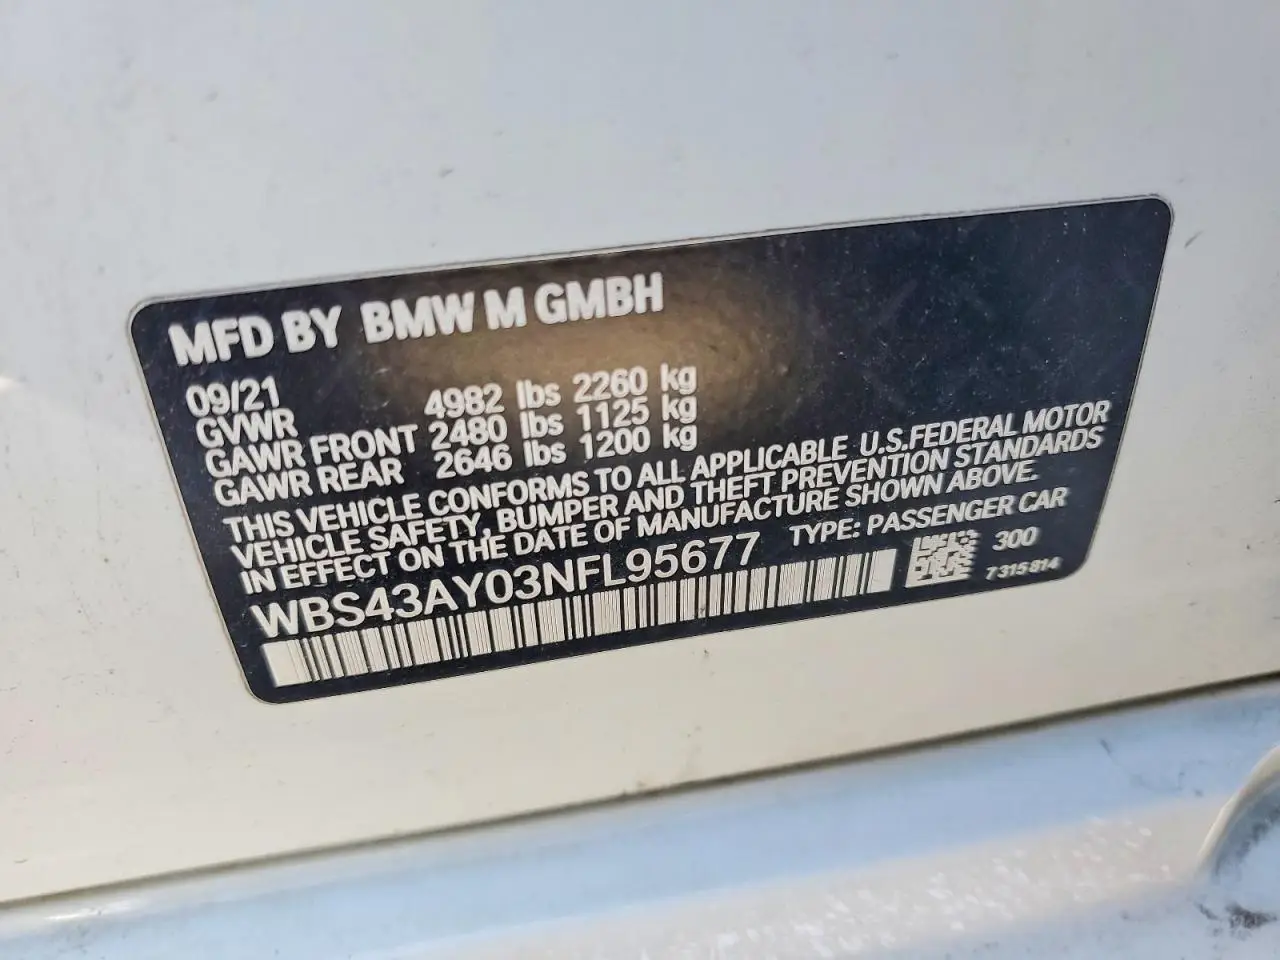 MFD BY BMW M GMBH
09/21
GVWR 4982 lbs 2260 kg
GAWR FRONT 2480 lbs 1125 kg
GAWR REAR 2646 lbs 1200 kg
THIS VEHICLE CONFORMS TO ALL APPLICABLE U.S.FEDERAL MOTOR
VEHICLE SAFETY, BUMPER AND THEFT PREVENTION STANDARDS
IN EFFECT ON THE DATE OF MANUFACTURE SHOWN ABOVE.
WBS43AY03NFL95677 TYPE: PASSENGER CAR
300
7315814